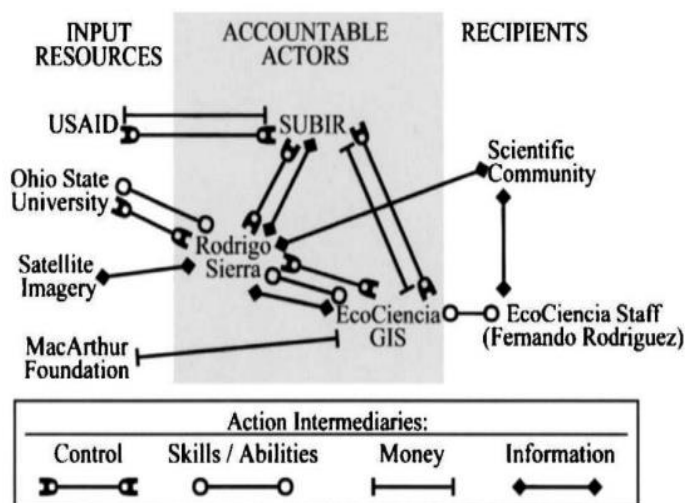 INPUT
RESOURCES
ACCOUNTABLE
ACTORS
RECIPIENTS
USAID
SUBIR
Scientific
Community
Ohio State
University
Rodrigo
Sierra
Satellite
Imagery
EcoCiencia
GIS
EcoCiencia Staff
(Fernando Rodriguez)
MacArthur
Foundation
Action Intermediaries:
Control Skills / Abilities Money Information